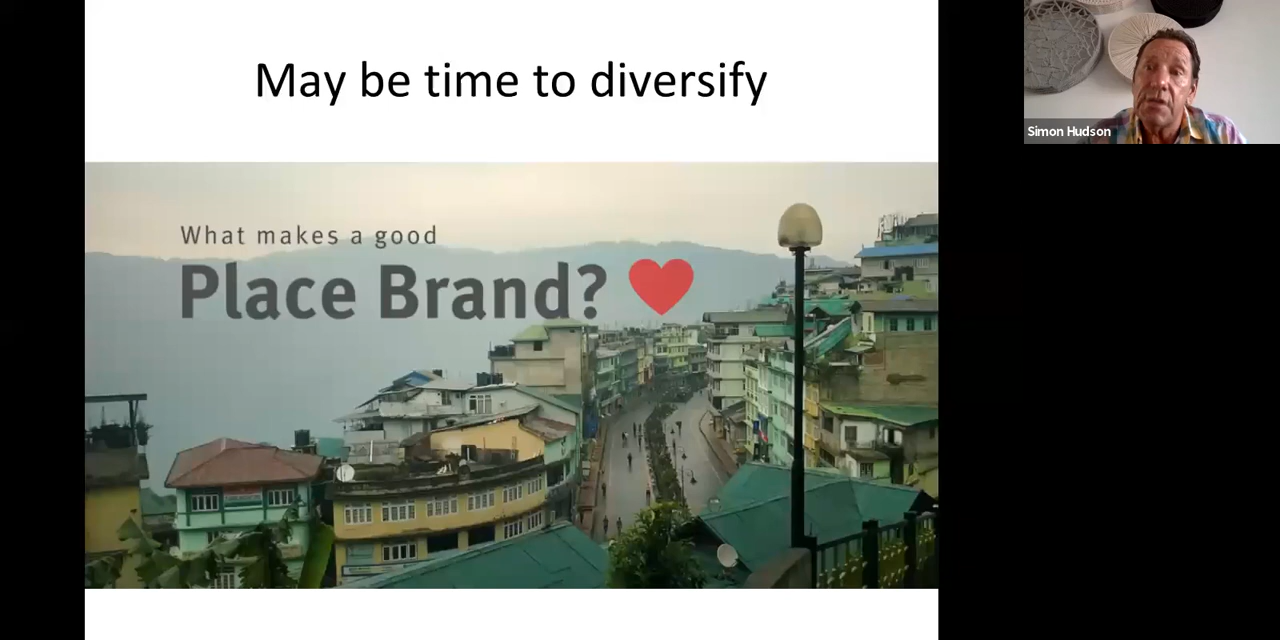 May be time to diversify
What makes a good
Place Brand?
Simon Hudson